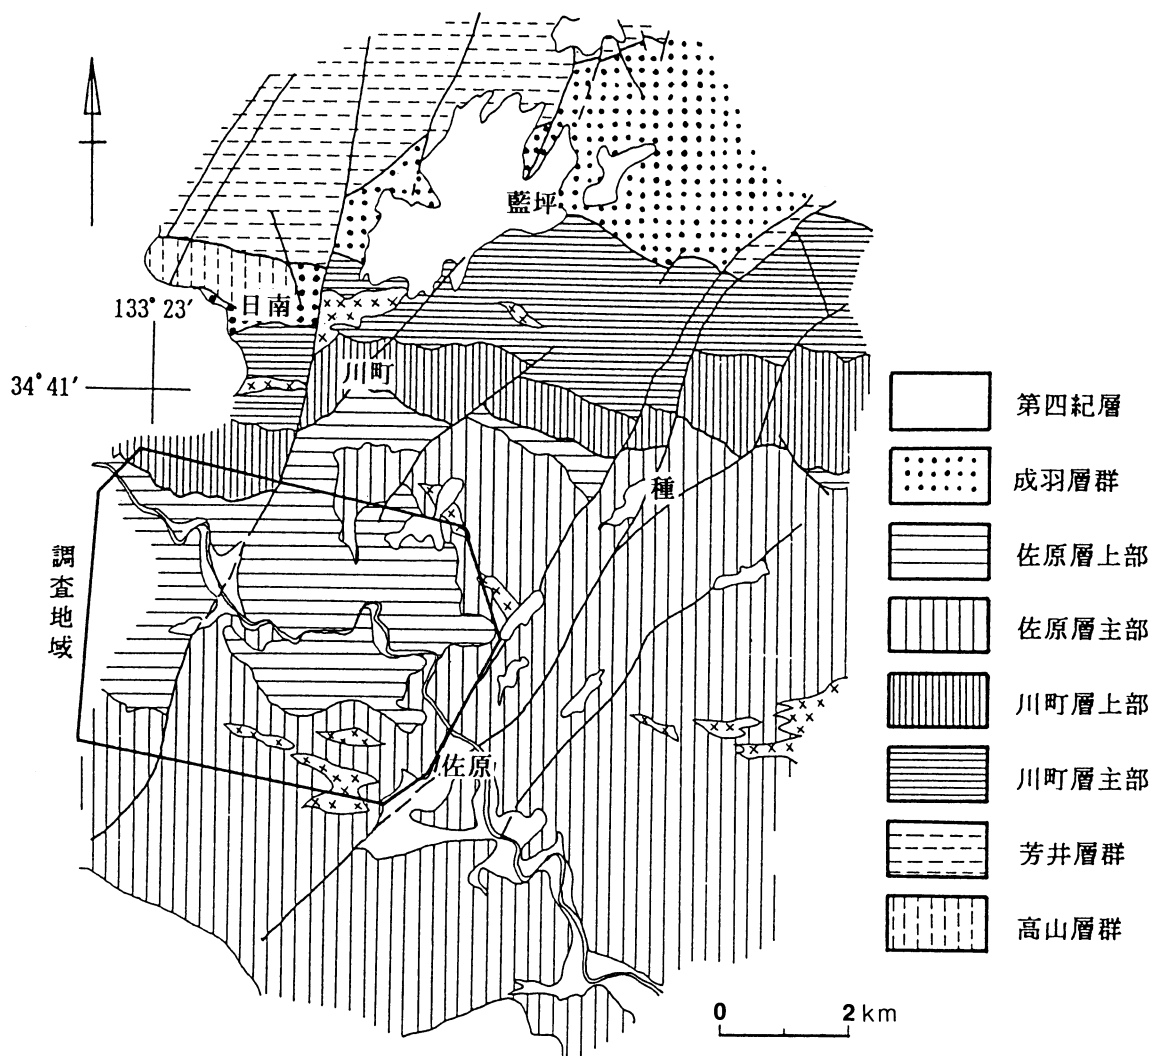 藍坪
日南
133°23′
34°41′
川町
種
調査地域
佐原
第四紀層
成羽層群
佐原層上部
佐原層主部
川町層上部
川町層主部
芳井層群
高山層群
0 2 km